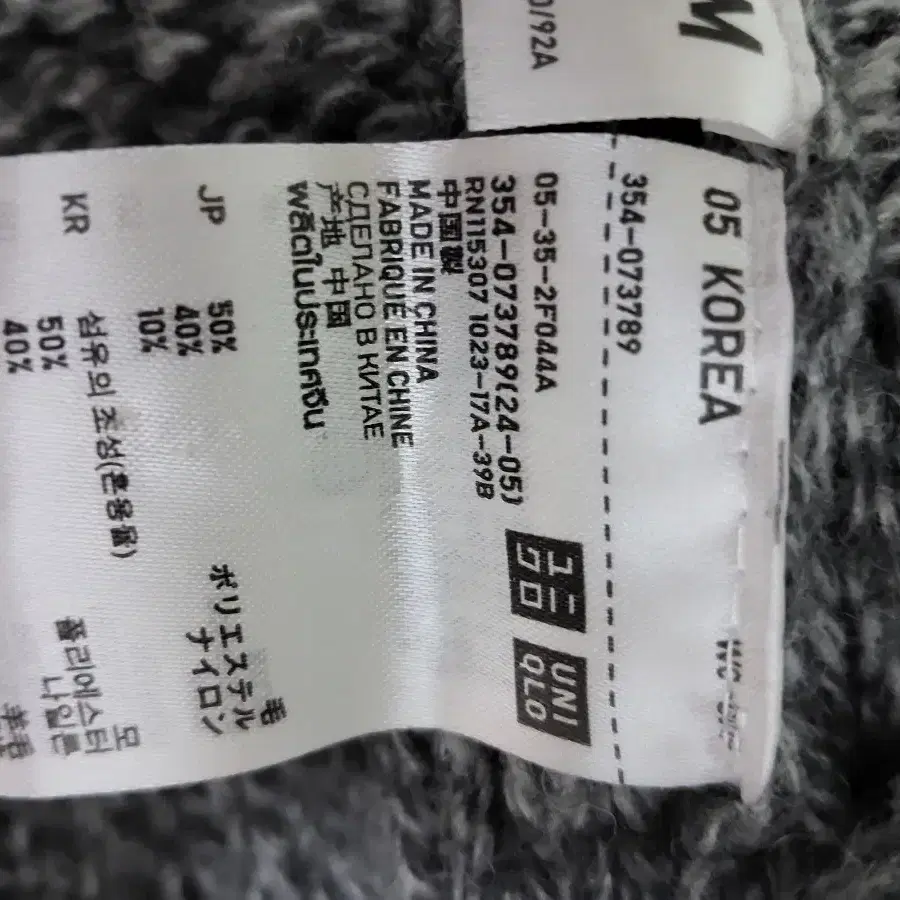 M
0/92A
05 KOREA
354-073789
ユニ
クロ
UNI
QLO
05-35-2F044A
354-073789(24-05)
RN115307 1023-17A-39B
中国製
MADE IN CHINA
FABRIQUÉ EN CHINE
СДЕЛАНО В КИТАЕ
产地 中国
ผลิตในประเทศจีน
JP
50% ポリエステル
40% ナイロン
10% 毛
KR
섬유의 조성(혼용율)
50% 폴리에스터
40% 나일론
모